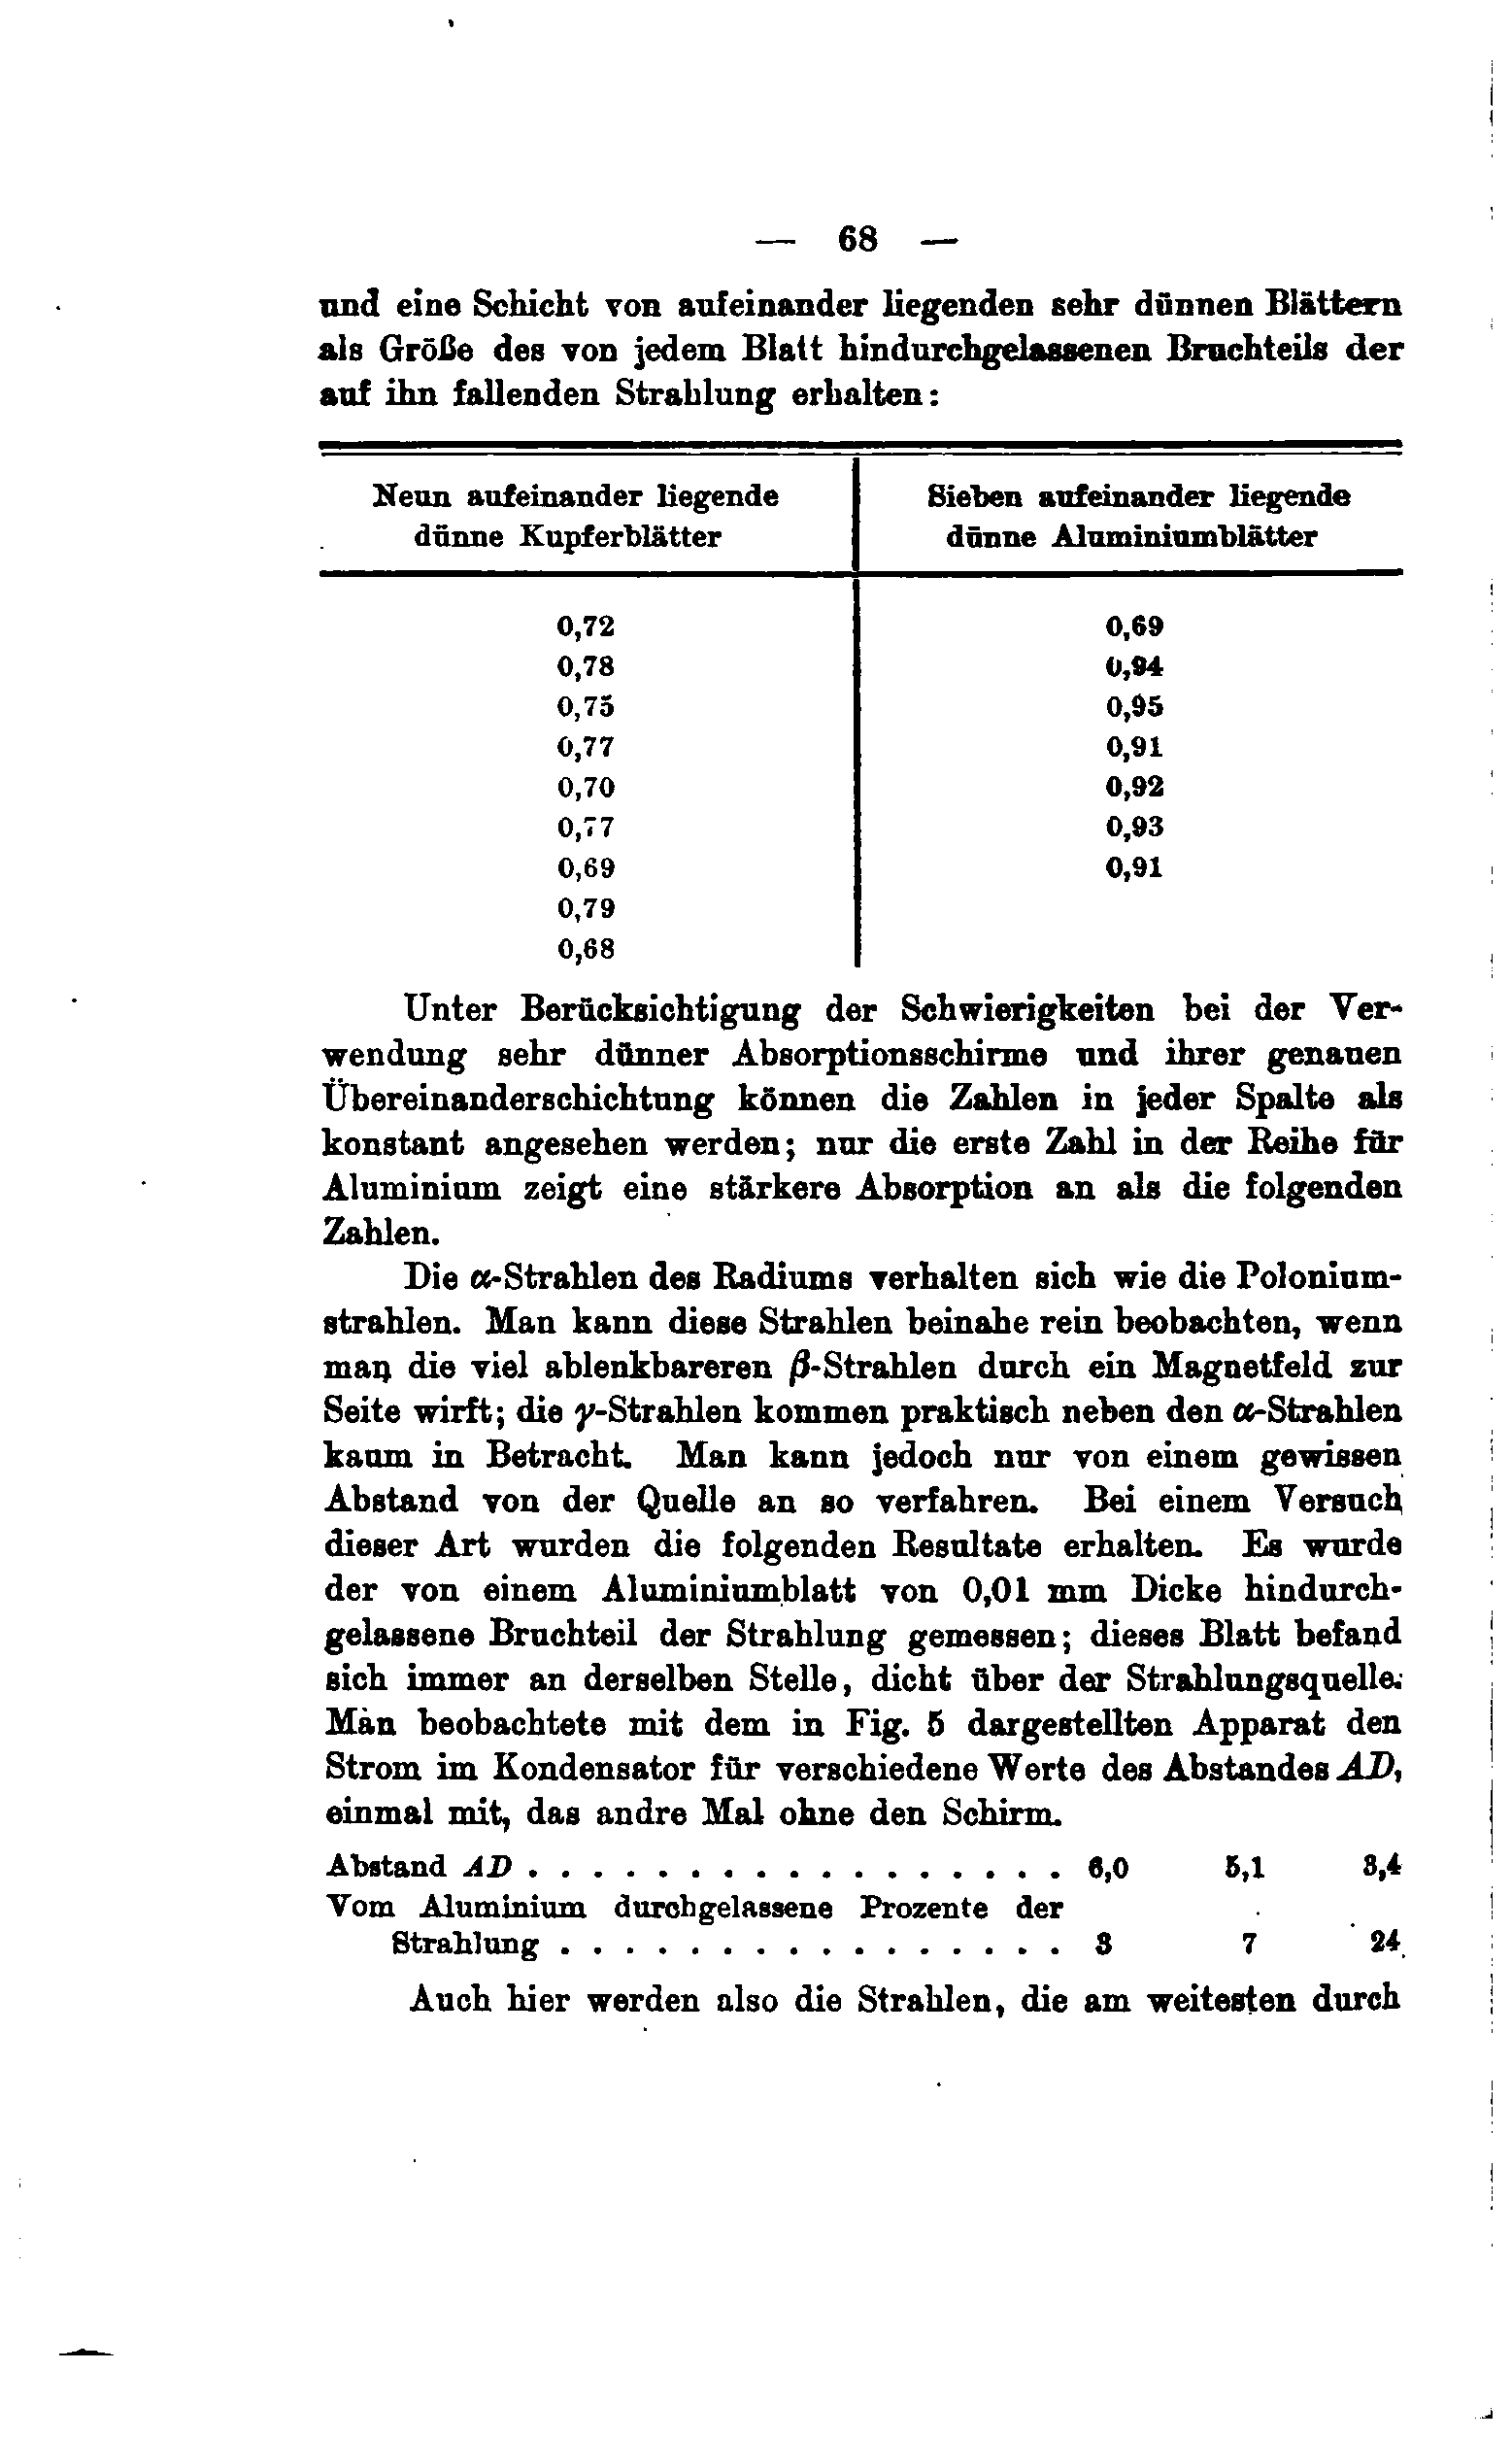 — 68 —
und eine Schicht von aufeinander liegenden sehr dünnen Blättern
als Größe des von jedem Blatt hindurchgelassenen Bruchteils der
auf ihn fallenden Strahlung erhalten:
Neun aufeinander liegende Sieben aufeinander liegende
dünne Kupferblätter dünne Aluminiumblätter
0,72 0,69
0,78 0,94
0,75 0,95
0,77 0,91
0,70 0,92
0,77 0,93
0,69 0,91
0,79
0,68
Unter Berücksichtigung der Schwierigkeiten bei der Ver-
wendung sehr dünner Absorptionsschirme und ihrer genauen
Übereinanderschichtung können die Zahlen in jeder Spalte als
konstant angesehen werden; nur die erste Zahl in der Reihe für
Aluminium zeigt eine stärkere Absorption an als die folgenden
Zahlen.
Die α-Strahlen des Radiums verhalten sich wie die Polonium-
strahlen. Man kann diese Strahlen beinahe rein beobachten, wenn
man die viel ablenkbareren β-Strahlen durch ein Magnetfeld zur
Seite wirft; die γ-Strahlen kommen praktisch neben den α-Strahlen
kaum in Betracht. Man kann jedoch nur von einem gewissen
Abstand von der Quelle an so verfahren. Bei einem Versuch
dieser Art wurden die folgenden Resultate erhalten. Es wurde
der von einem Aluminiumblatt von 0,01 mm Dicke hindurch-
gelassene Bruchteil der Strahlung gemessen; dieses Blatt befand
sich immer an derselben Stelle, dicht über der Strahlungsquelle.
Man beobachtete mit dem in Fig. 5 dargestellten Apparat den
Strom im Kondensator für verschiedene Werte des Abstandes AD,
einmal mit, das andre Mal ohne den Schirm.
Abstand AD . . . . . . . . . . . . . . . . . 6,0 5,1 3,4
Vom Aluminium durchgelassene Prozente der
Strahlung . . . . . . . . . . . . . . . . 3 7 24
Auch hier werden also die Strahlen, die am weitesten durch